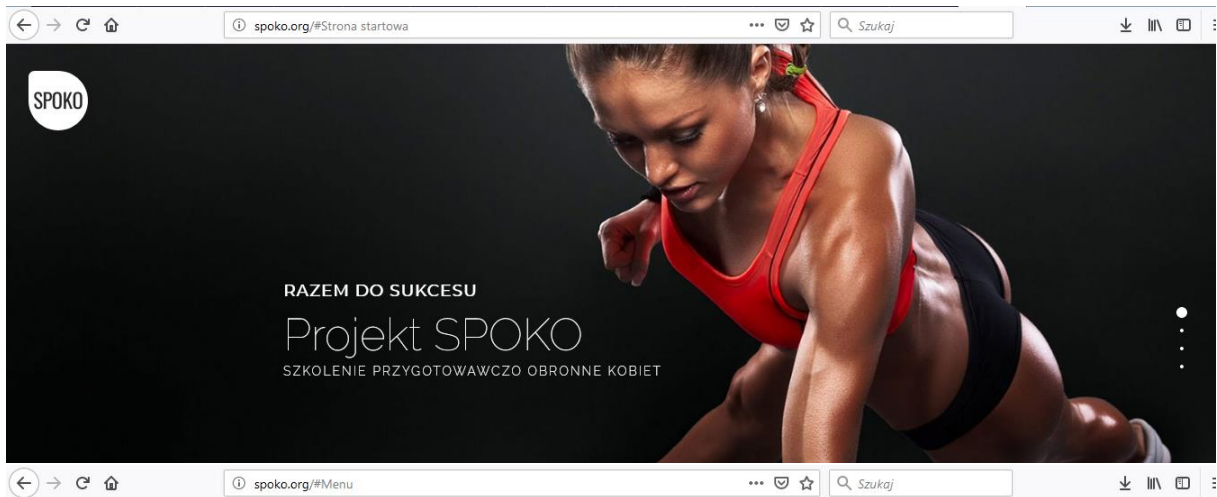 spoko.org/#Strona startowa
Szukaj
SPOKO
RAZEM DO SUKCESU
Projekt SPOKO
SZKOLENIE PRZYGOTOWAWCZO OBRONNE KOBIET
spoko.org/#Menu
Szukaj